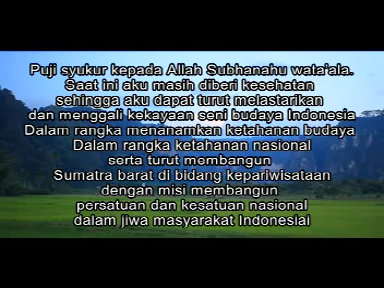 Puji syukur kepada Allah Subhanahu wata'ala.
Saat ini aku masih diberi kesehatan
sehingga aku dapat turut melastarikan
dan menggali kekayaan seni budaya Indonesia
Dalam rangka menanamkan ketahanan budaya
Dalam rangka ketahanan nasional
serta turut membangun
Sumatra barat di bidang kepariwisataan
dengan misi membangun
persatuan dan kesatuan nasional
dalam jiwa masyarakat IndonesiaI